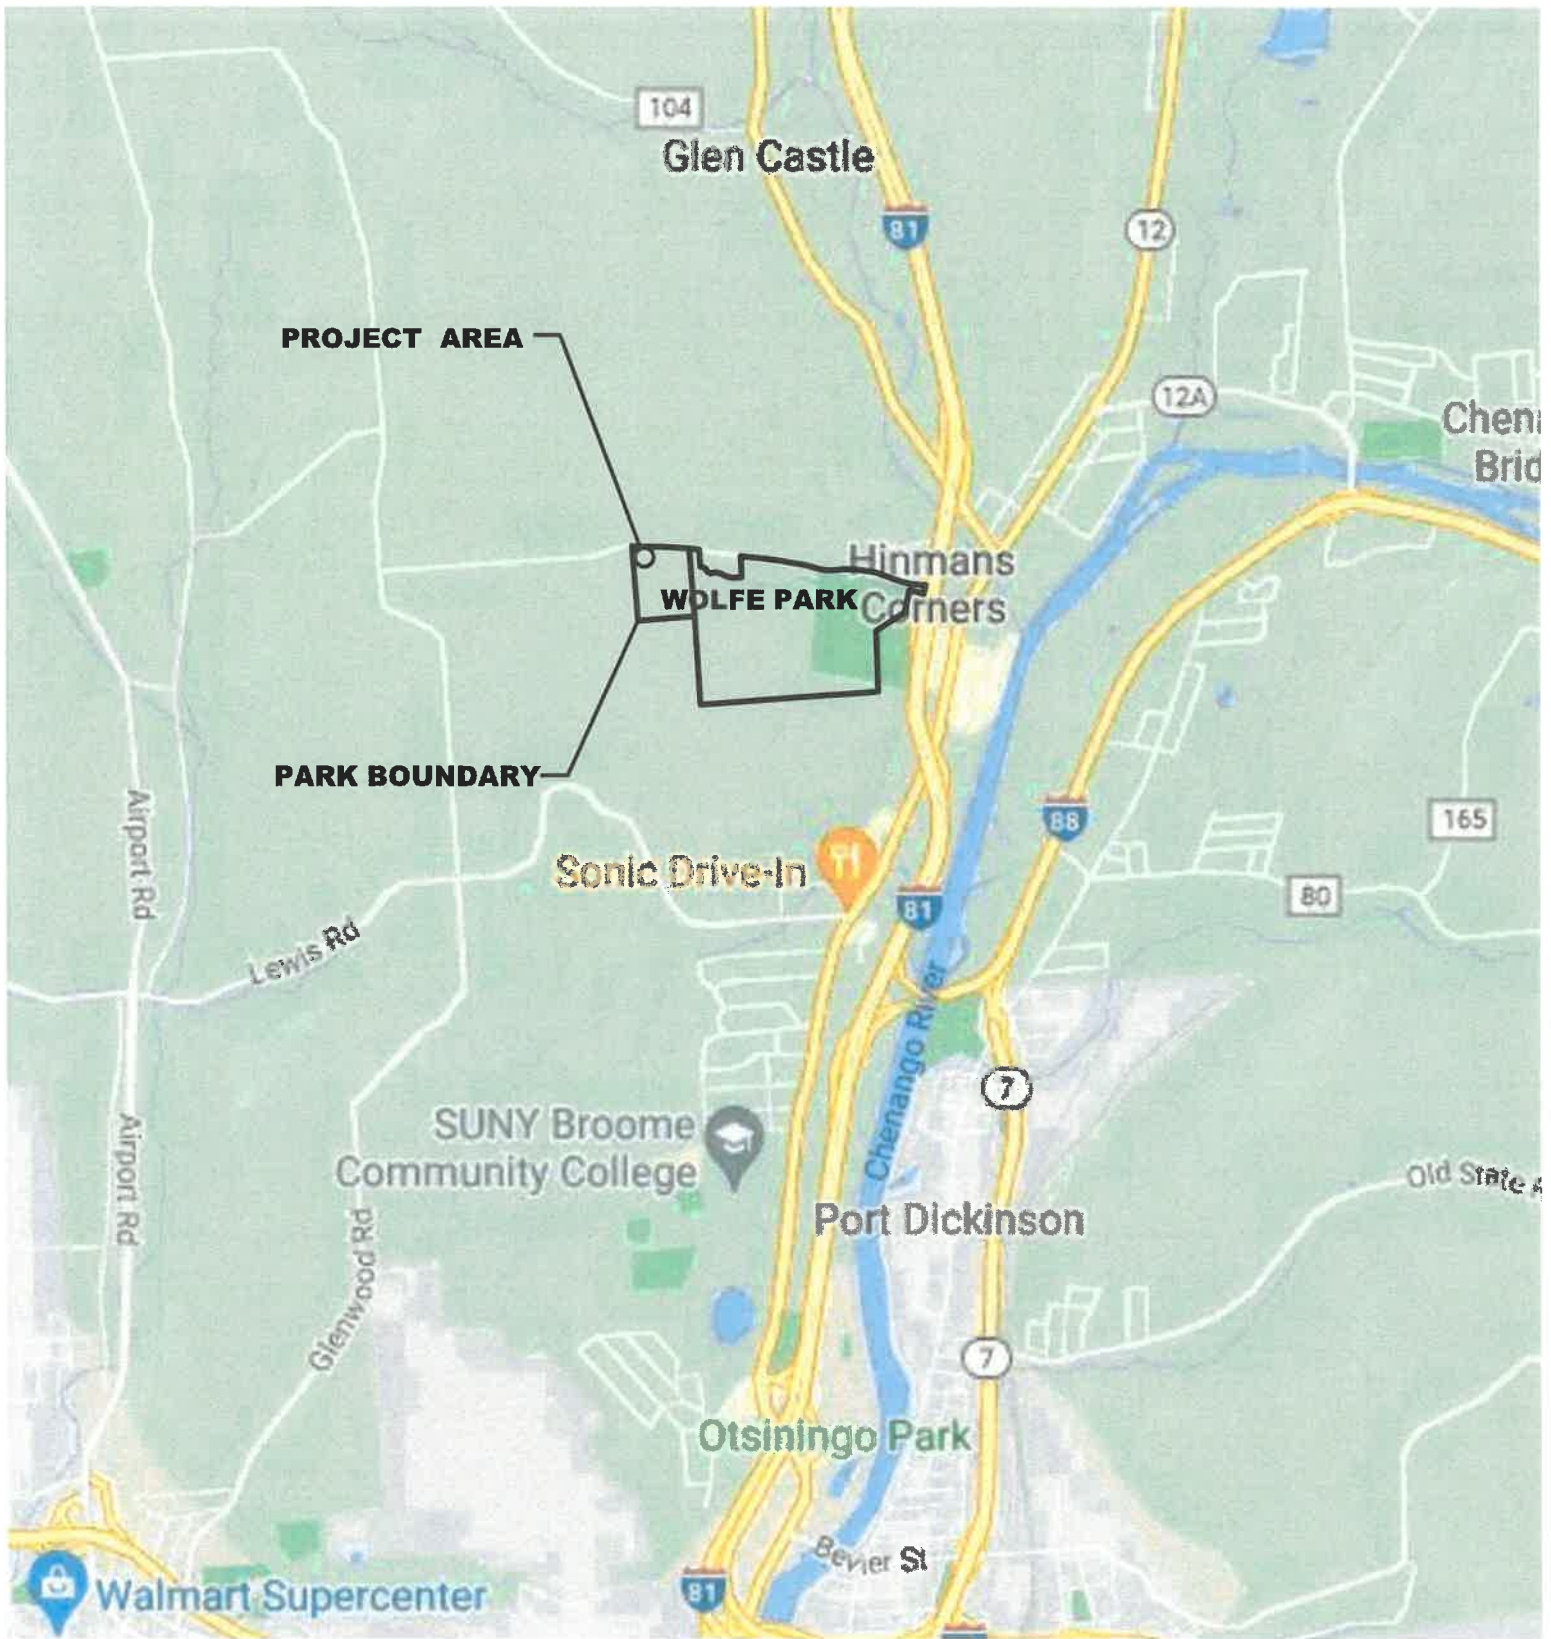 104
Glen Castle
81
12
PROJECT AREA
12A
Hinmans
Corners
WOLFE PARK
PARK BOUNDARY
Airport Rd
88
165
Sonic Drive-In
80
81
Lewis Rd
Chenango River
7
SUNY Broome
Community College
Airport Rd
Old State
Port Dickinson
Glenwood Rd
7
Otsiningo Park
Bevier St
81
Walmart Supercenter